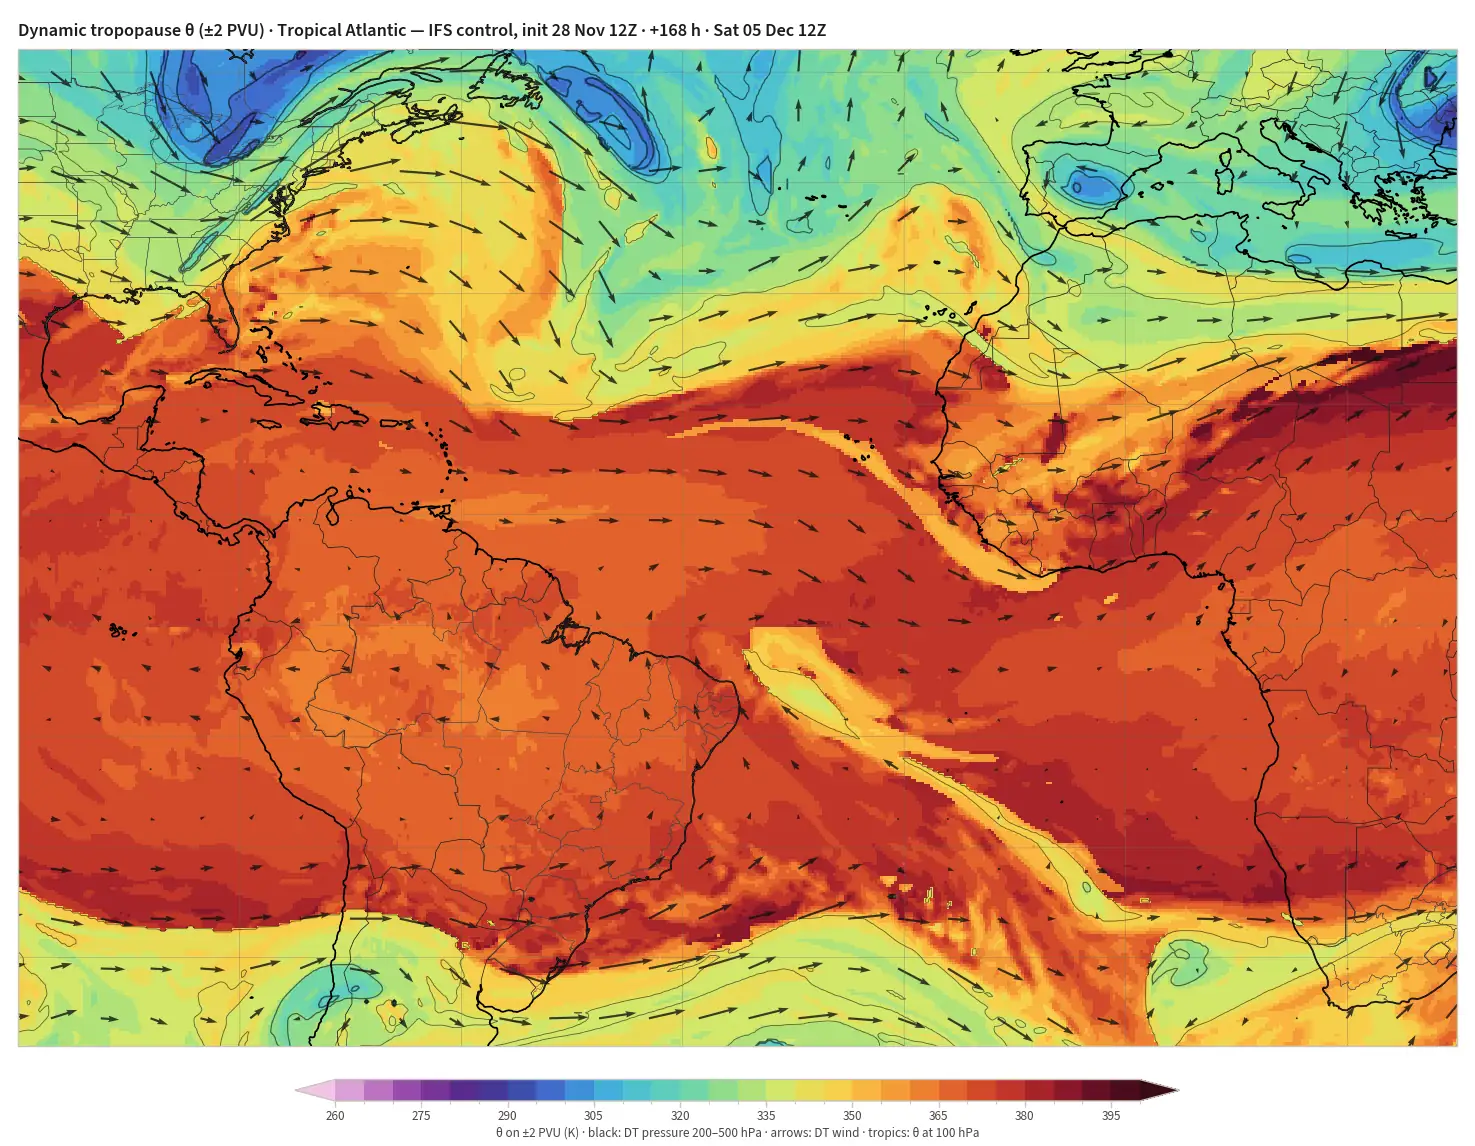 Dynamic tropopause θ (±2 PVU) · Tropical Atlantic — IFS control, init 28 Nov 12Z · +168 h · Sat 05 Dec 12Z
260 275 290 305 320 335 350 365 380 395
θ on ±2 PVU (K) · black: DT pressure 200–500 hPa · arrows: DT wind · tropics: θ at 100 hPa